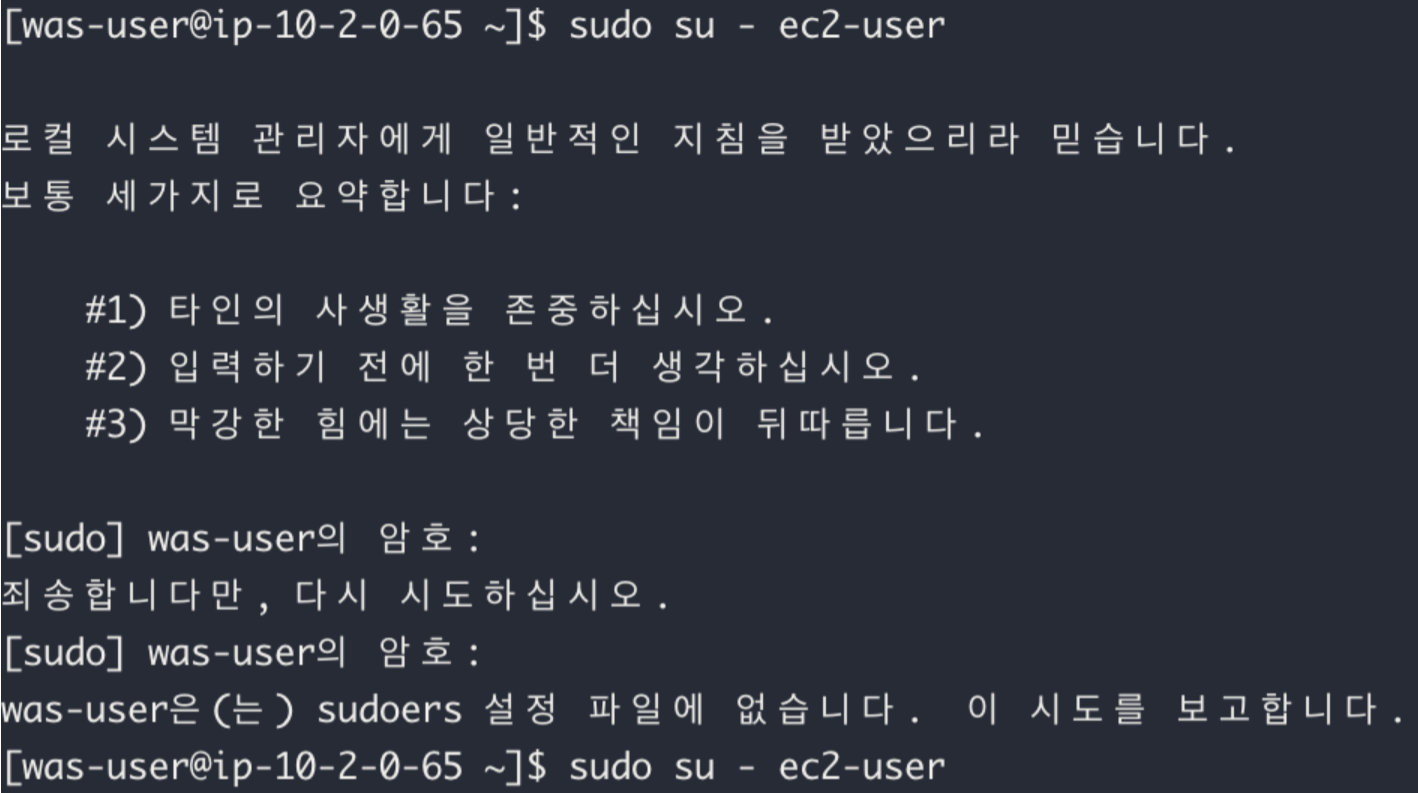 [was-user@ip-10-2-0-65 ~]$ sudo su - ec2-user
로컬 시스템 관리자에게 일반적인 지침을 받았으리라 믿습니다.
보통 세가지로 요약합니다:
#1) 타인의 사생활을 존중하십시오.
#2) 입력하기 전에 한 번 더 생각하십시오.
#3) 막강한 힘에는 상당한 책임이 뒤따릅니다.
[sudo] was-user의 암호:
죄송합니다만, 다시 시도하십시오.
[sudo] was-user의 암호:
was-user은(는) sudoers 설정 파일에 없습니다. 이 시도를 보고합니다.
[was-user@ip-10-2-0-65 ~]$ sudo su - ec2-user